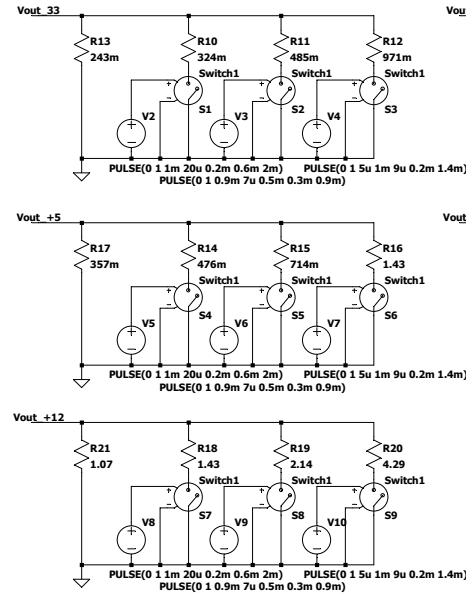 Vout_33
Vou
R13
243m
R10
324m
R11
485m
R12
971m
Switch1
Switch1
Switch1
V2
S1
V3
S2
V4
S3
PULSE(0 1 1m 20u 0.2m 0.6m 2m)
PULSE(0 1 5u 1m 9u 0.2m 1.4m)
PULSE(0 1 0.9m 7u 0.5m 0.3m 0.9m)
Vout_+5
Vou
R17
357m
R14
476m
R15
714m
R16
1.43
Switch1
Switch1
Switch1
V5
S4
V6
S5
V7
S6
PULSE(0 1 1m 20u 0.2m 0.6m 2m)
PULSE(0 1 5u 1m 9u 0.2m 1.4m)
PULSE(0 1 0.9m 7u 0.5m 0.3m 0.9m)
Vout_+12
R21
1.07
R18
1.43
R19
2.14
R20
4.29
Switch1
Switch1
Switch1
V8
S7
V9
S8
V10
S9
PULSE(0 1 1m 20u 0.2m 0.6m 2m)
PULSE(0 1 5u 1m 9u 0.2m 1.4m)
PULSE(0 1 0.9m 7u 0.5m 0.3m 0.9m)